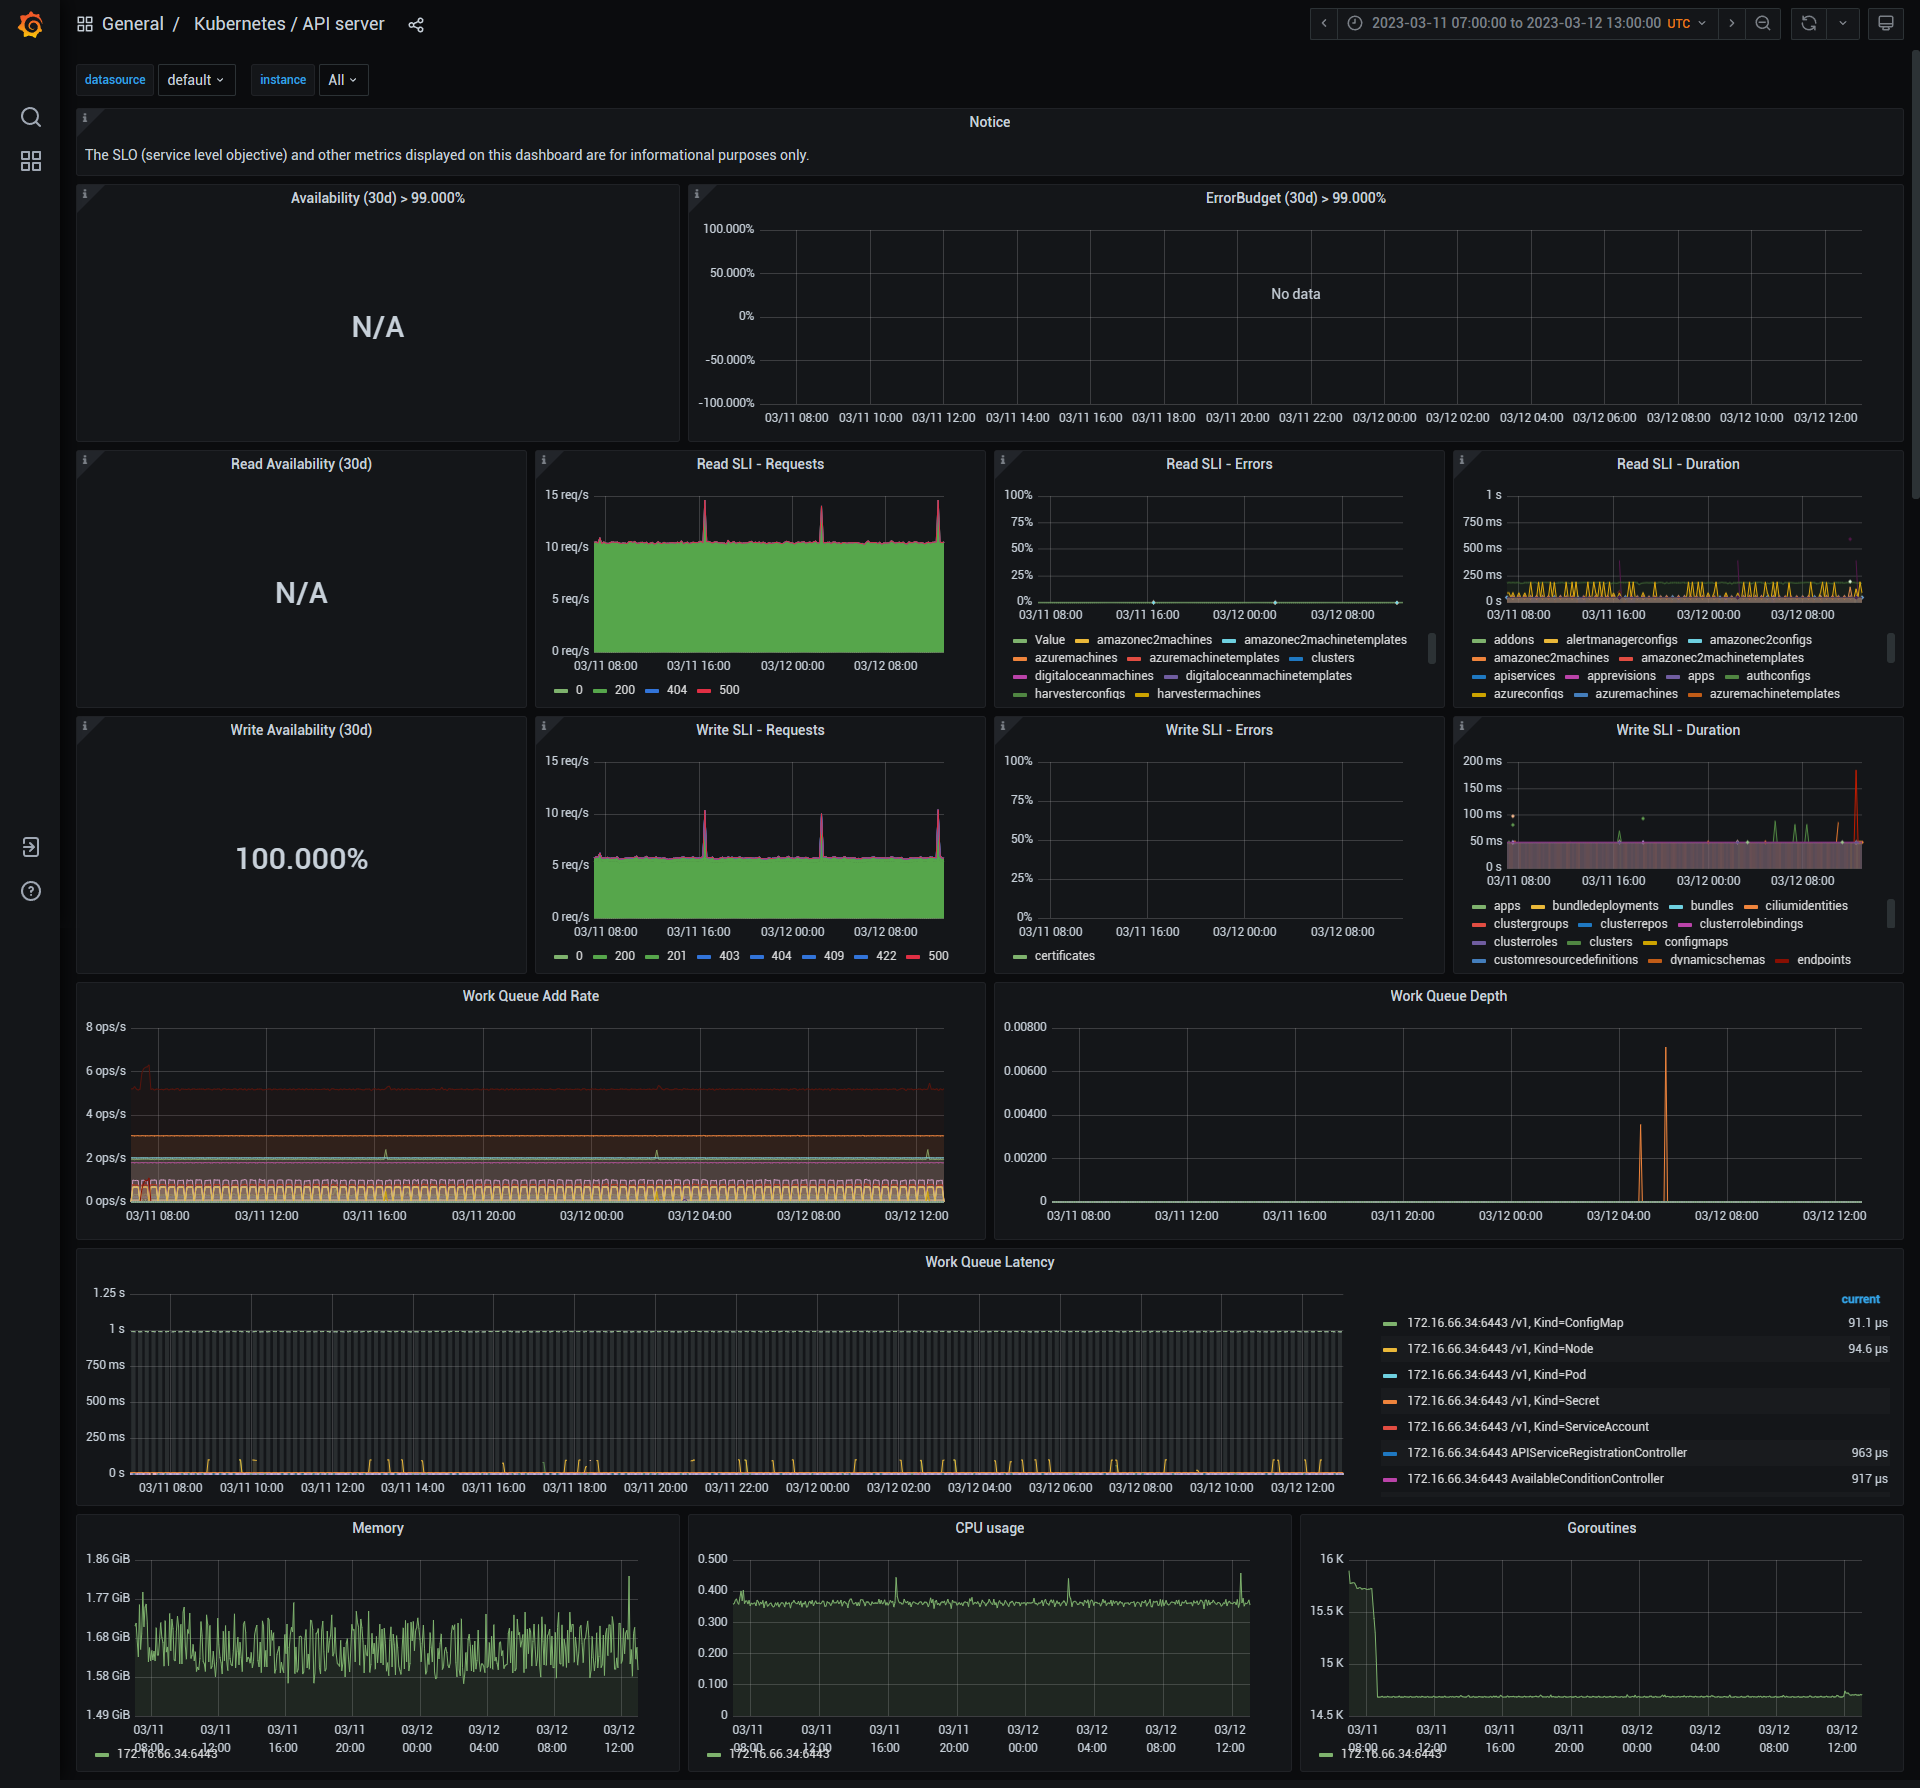 General / Kubernetes / API server
2023-03-11 07:00:00 to 2023-03-12 13:00:00 UTC
datasource default instance All
Notice
The SLO (service level objective) and other metrics displayed on this dashboard are for informational purposes only.
Availability (30d) > 99.000%
N/A
ErrorBudget (30d) > 99.000%
100.000%
50.000%
0%
-50.000%
-100.000%
No data
03/11 08:00 03/11 10:00 03/11 12:00 03/11 14:00 03/11 16:00 03/11 18:00 03/11 20:00 03/11 22:00 03/12 00:00 03/12 02:00 03/12 04:00 03/12 06:00 03/12 08:00 03/12 10:00 03/12 12:00
Read Availability (30d)
N/A
Read SLI - Requests
15 req/s
10 req/s
5 req/s
0 req/s
03/11 08:00 03/11 16:00 03/12 00:00 03/12 08:00
0 200 404 500
Read SLI - Errors
100%
75%
50%
25%
0%
03/11 08:00 03/11 16:00 03/12 00:00 03/12 08:00
Value amazonec2machines amazonec2machinetemplates
azuremachines azuremachinetemplates clusters
digitaloceanmachines digitaloceanmachinetemplates
harvesterconfigs harvestermachines
Read SLI - Duration
1 s
750 ms
500 ms
250 ms
0 s
03/11 08:00 03/11 16:00 03/12 00:00 03/12 08:00
addons alertmanagerconfigs amazonec2configs
amazonec2machines amazonec2machinetemplates
apiservices apprevisions apps authconfigs
azureconfigs azuremachines azuremachinetemplates
Write Availability (30d)
100.000%
Write SLI - Requests
15 req/s
10 req/s
5 req/s
0 req/s
03/11 08:00 03/11 16:00 03/12 00:00 03/12 08:00
0 200 201 403 404 409 422 500
Write SLI - Errors
100%
75%
50%
25%
0%
03/11 08:00 03/11 16:00 03/12 00:00 03/12 08:00
certificates
Write SLI - Duration
200 ms
150 ms
100 ms
50 ms
0 s
03/11 08:00 03/11 16:00 03/12 00:00 03/12 08:00
apps bundledeployments bundles ciliumidentities
clustergroups clusterrepos clusterrolebindings
clusterroles clusters configmaps
customresourcedefinitions dynamicschemas endpoints
Work Queue Add Rate
8 ops/s
6 ops/s
4 ops/s
2 ops/s
0 ops/s
03/11 08:00 03/11 12:00 03/11 16:00 03/11 20:00 03/12 00:00 03/12 04:00 03/12 08:00 03/12 12:00
Work Queue Depth
0.00800
0.00600
0.00400
0.00200
0
03/11 08:00 03/11 12:00 03/11 16:00 03/11 20:00 03/12 00:00 03/12 04:00 03/12 08:00 03/12 12:00
Work Queue Latency
1.25 s
1 s
750 ms
500 ms
250 ms
0 s
03/11 08:00 03/11 10:00 03/11 12:00 03/11 14:00 03/11 16:00 03/11 18:00 03/11 20:00 03/11 22:00 03/12 00:00 03/12 02:00 03/12 04:00 03/12 06:00 03/12 08:00 03/12 10:00 03/12 12:00
current
172.16.66.34:6443 /v1, Kind=ConfigMap 91.1 µs
172.16.66.34:6443 /v1, Kind=Node 94.6 µs
172.16.66.34:6443 /v1, Kind=Pod
172.16.66.34:6443 /v1, Kind=Secret
172.16.66.34:6443 /v1, Kind=ServiceAccount
172.16.66.34:6443 APIServiceRegistrationController 963 µs
172.16.66.34:6443 AvailableConditionController 917 µs
Memory
1.86 GiB
1.77 GiB
1.68 GiB
1.58 GiB
1.49 GiB
03/11 03/11 03/11 03/11 03/12 03/12 03/12 03/12
08:00 12:00 16:00 20:00 00:00 04:00 08:00 12:00
172.16.66.34:6443
CPU usage
0.500
0.400
0.300
0.200
0.100
0
03/11 03/11 03/11 03/11 03/12 03/12 03/12 03/12
08:00 12:00 16:00 20:00 00:00 04:00 08:00 12:00
172.16.66.34:6443
Goroutines
16 K
15.5 K
15 K
14.5 K
03/11 03/11 03/11 03/11 03/12 03/12 03/12 03/12
08:00 12:00 16:00 20:00 00:00 04:00 08:00 12:00
172.16.66.34:6443